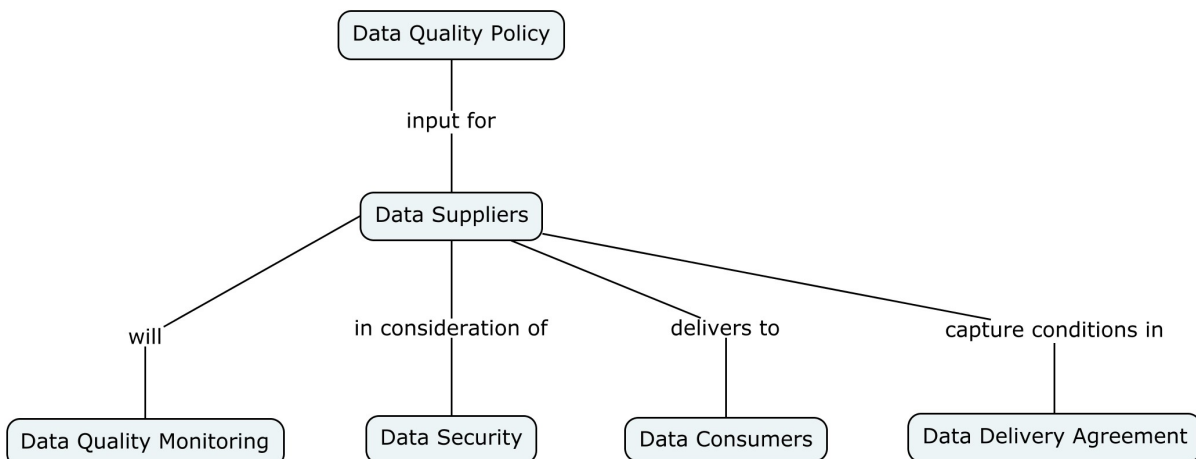 Data Quality Policy
input for
Data Suppliers
will
in consideration of
delivers to
capture conditions in
Data Quality Monitoring
Data Security
Data Consumers
Data Delivery Agreement